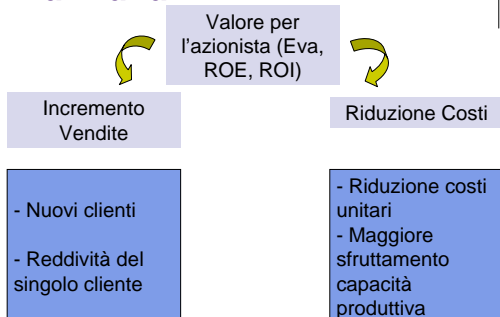 Valore per
l'azionista (Eva,
ROE, ROI)
Incremento
Vendite
Riduzione Costi
- Nuovi clienti
- Reddività del
singolo cliente
- Riduzione costi
unitari
- Maggiore
sfruttamento
capacità
produttiva